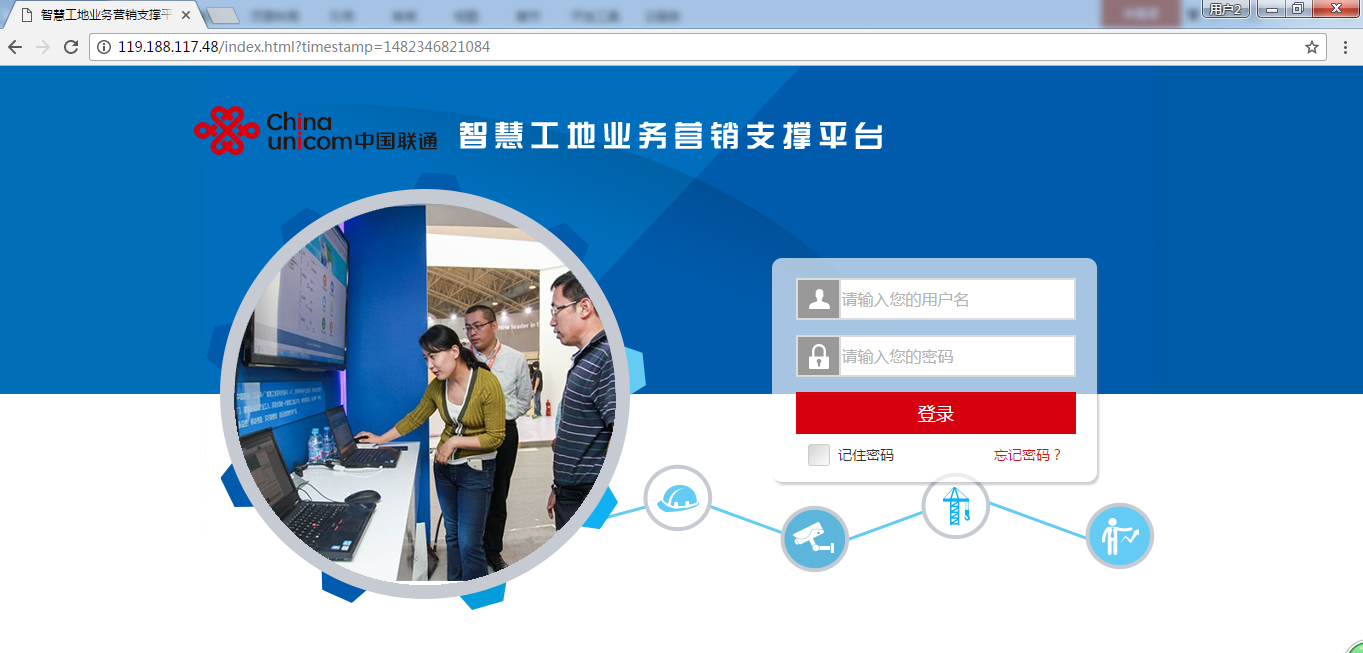 智慧工地业务营销支撑平
用户2
119.188.117.48/index.html?timestamp=1482346821084
China
unicom中国联通
智慧工地业务营销支撑平台
now leader in
请输入您的用户名
请输入您的密码
登录
记住密码
忘记密码？